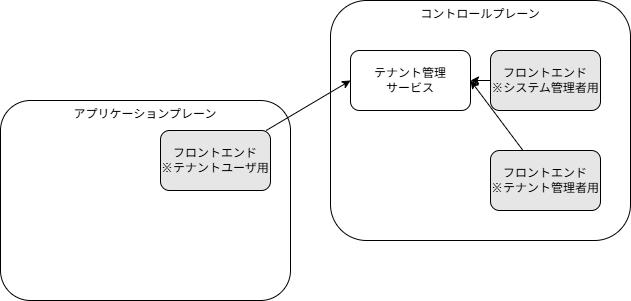 コントロールプレーン
テナント管理
サービス
フロントエンド
※システム管理者用
アプリケーションプレーン
フロントエンド
※テナントユーザ用
フロントエンド
※テナント管理者用